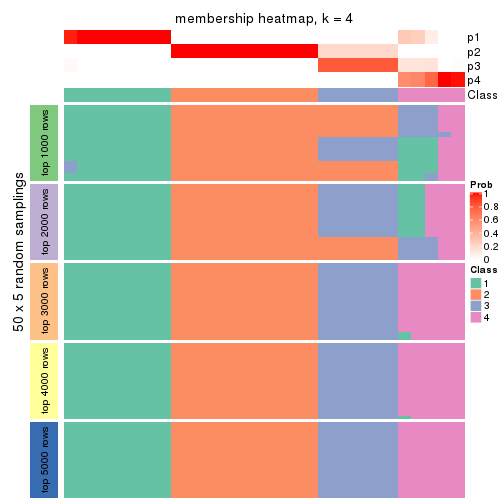 membership heatmap, k = 4
p1
p2
p3
p4
Class
50 x 5 random samplings
top 1000 rows
top 2000 rows
top 3000 rows
top 4000 rows
top 5000 rows
Prob
1
0.8
0.6
0.4
0.2
0
Class
1
2
3
4